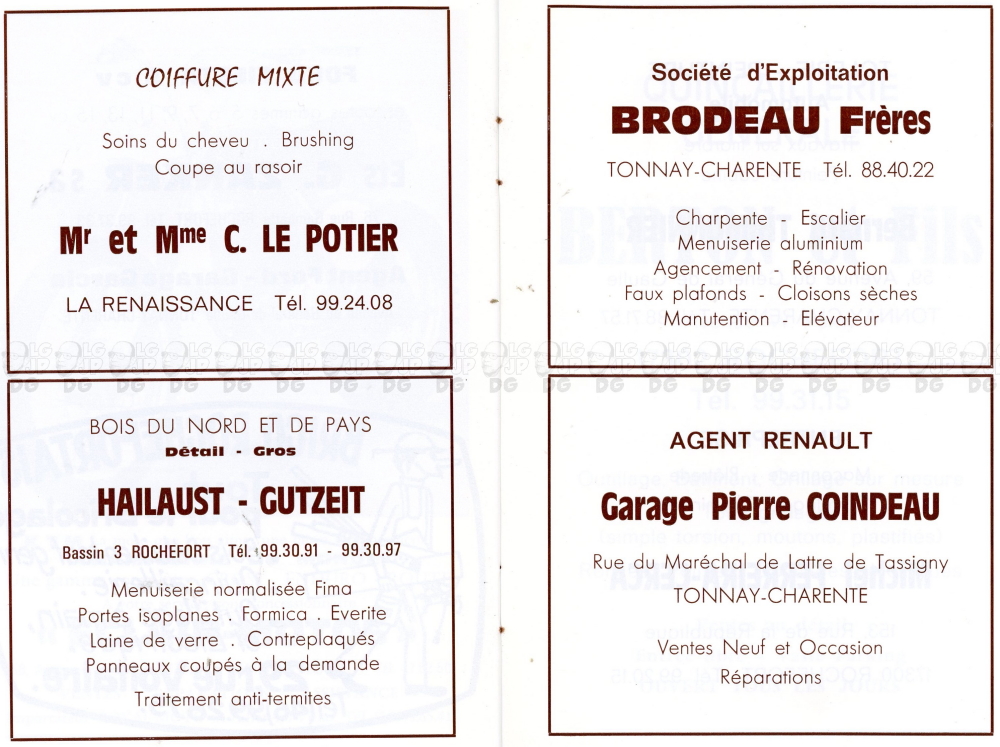 COIFFURE MIXTE
Soins du cheveu . Brushing
Coupe au rasoir
Mr et Mme C. LE POTIER
LA RENAISSANCE Tél. 99.24.08
BOIS DU NORD ET DE PAYS
Détail - Gros
HAILAUST - GUTZEIT
Bassin 3 ROCHEFORT Tél. 99.30.91 - 99.30.97
Menuiserie normalisée Fima
Portes isoplanes . Formica . Everite
Laine de verre . Contreplaqués
Panneaux coupés à la demande
Traitement anti-termites
Société d'Exploitation
BRODEAU Frères
TONNAY-CHARENTE Tél. 88.40.22
Charpente - Escalier
Menuiserie aluminium
Agencement - Rénovation
Faux plafonds - Cloisons sèches
Manutention - Elévateur
AGENT RENAULT
Garage Pierre COINDEAU
Rue du Maréchal de Lattre de Tassigny
TONNAY-CHARENTE
Ventes Neuf et Occasion
Réparations